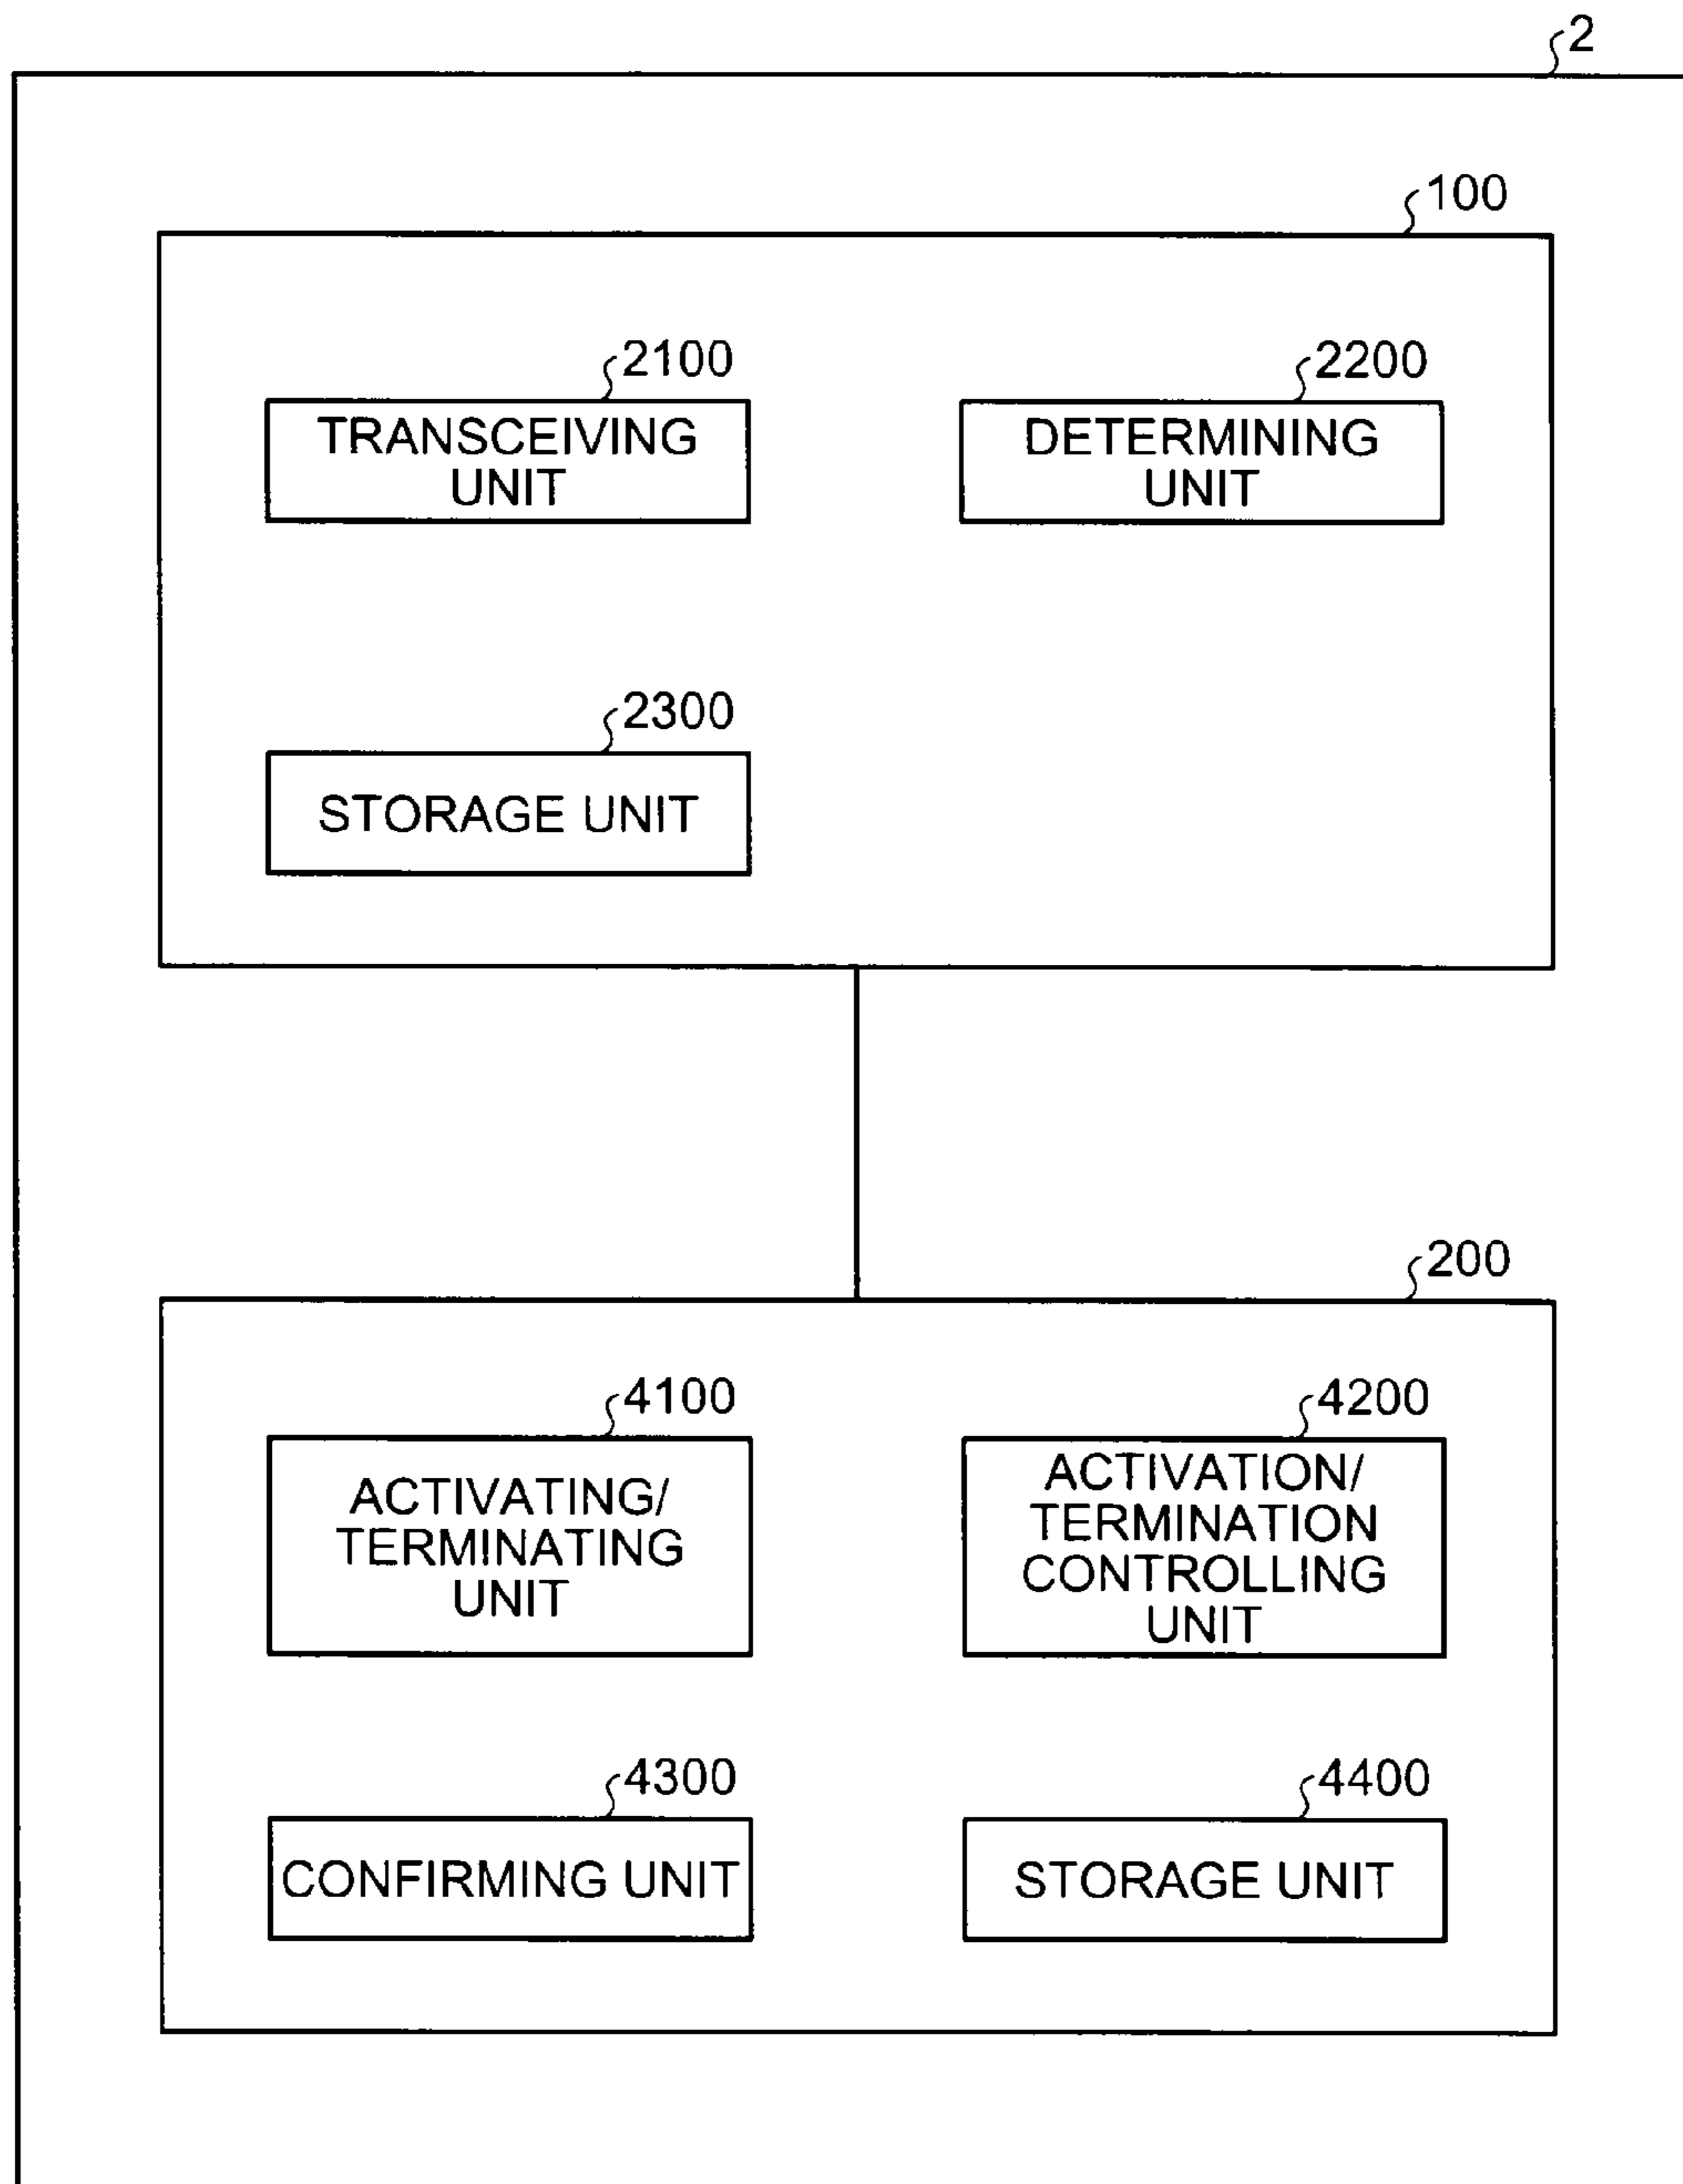 2
100
2100
TRANSCEIVING
UNIT
2200
DETERMINING
UNIT
2300
STORAGE UNIT
200
4100
ACTIVATING/
TERMINATING
UNIT
4200
ACTIVATION/
TERMINATION
CONTROLLING
UNIT
4300
CONFIRMING UNIT
4400
STORAGE UNIT